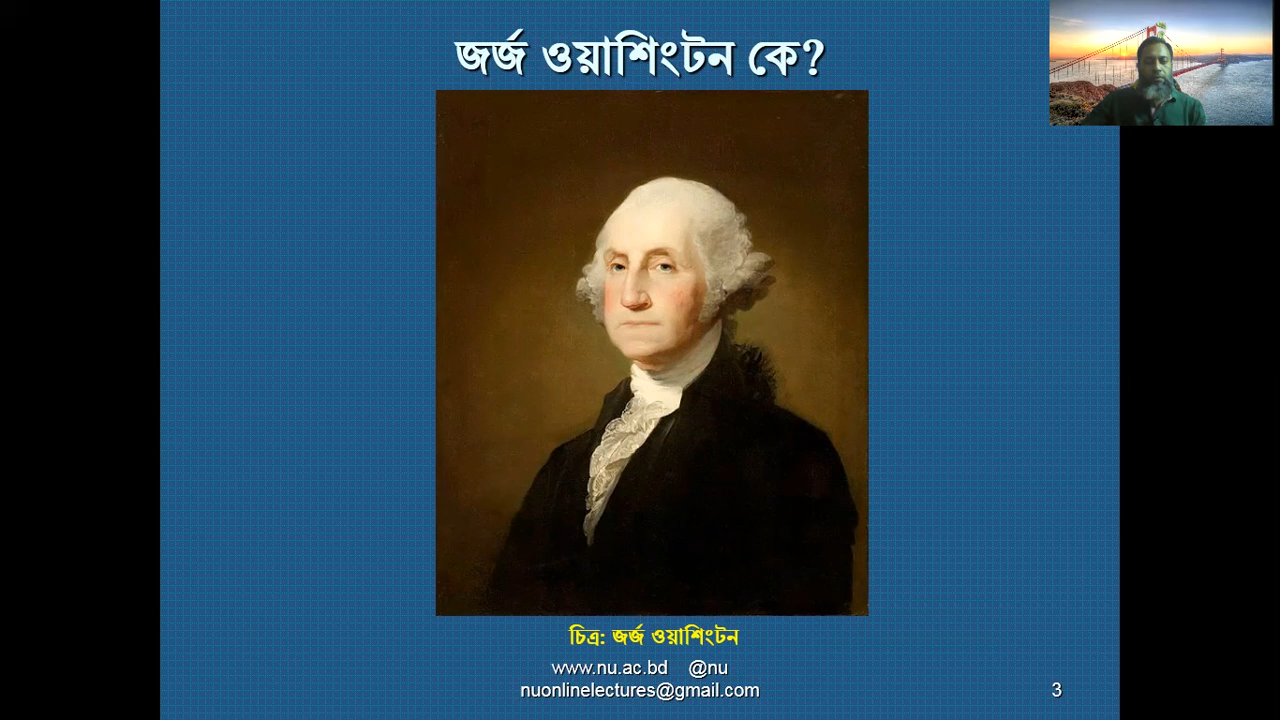 জর্জ ওয়াশিংটন কে?
চিত্র: জর্জ ওয়াশিংটন
www.nu.ac.bd @nu
nuonlinelectures@gmail.com
3